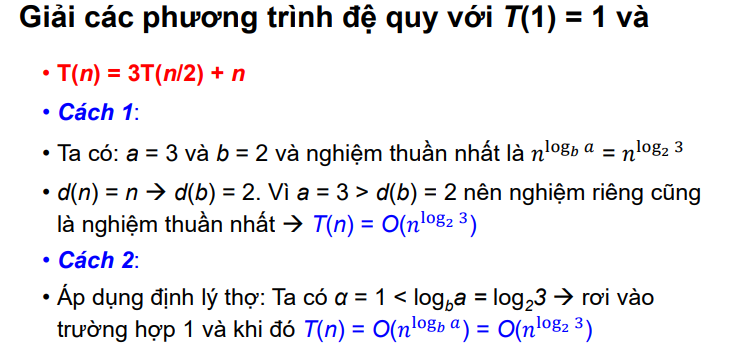 Giải các phương trình đệ quy với T(1) = 1 và
• T(n) = 3T(n/2) + n
• Cách 1:
• Ta có: a = 3 và b = 2 và nghiệm thuần nhất là n^{log_b a} = n^{log_2 3}
• d(n) = n → d(b) = 2. Vì a = 3 > d(b) = 2 nên nghiệm riêng cũng
là nghiệm thuần nhất → T(n) = O(n^{log_2 3})
• Cách 2:
• Áp dụng định lý thợ: Ta có α = 1 < log_b a = log_2 3 → rơi vào
trường hợp 1 và khi đó T(n) = O(n^{log_b a}) = O(n^{log_2 3})